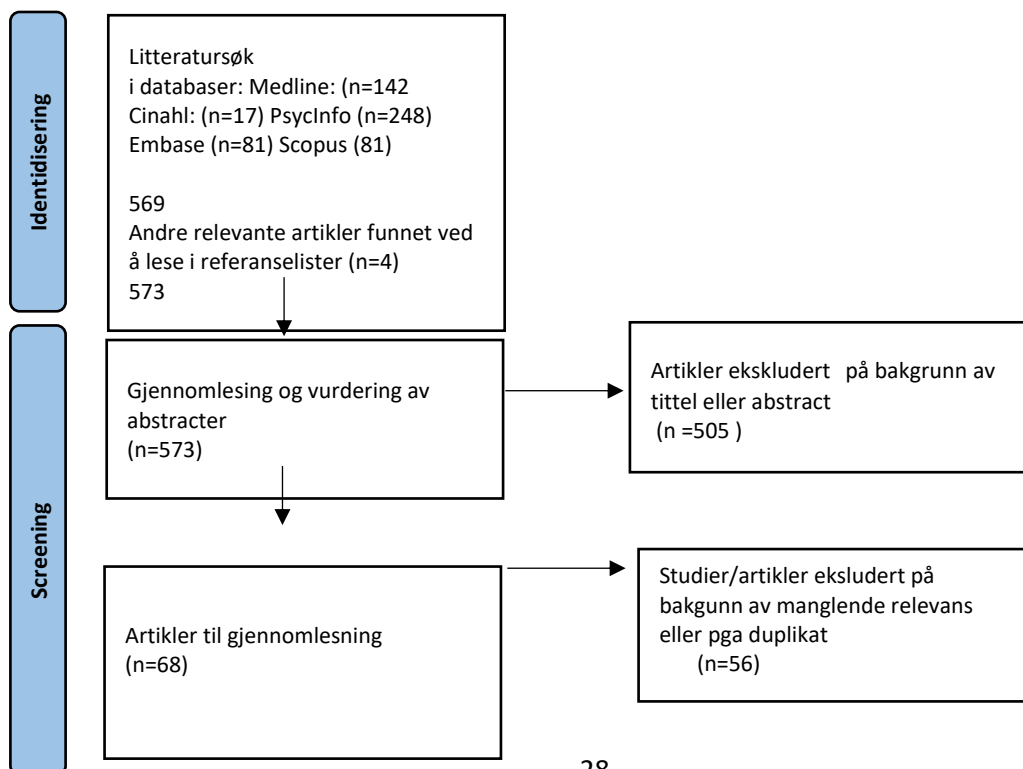 Identidisering
Litteratursøk
i databaser: Medline: (n=142
Cinahl: (n=17) PsycInfo (n=248)
Embase (n=81) Scopus (81)
569
Andre relevante artikler funnet ved
å lese i referanselister (n=4)
573
Screening
Gjennomlesing og vurdering av
abstracter
(n=573)
Artikler ekskludert på bakgrunn av
tittel eller abstract
(n =505 )
Artikler til gjennomlesning
(n=68)
Studier/artikler eksludert på
bakgunn av manglende relevans
eller pga duplikat
(n=56)
28